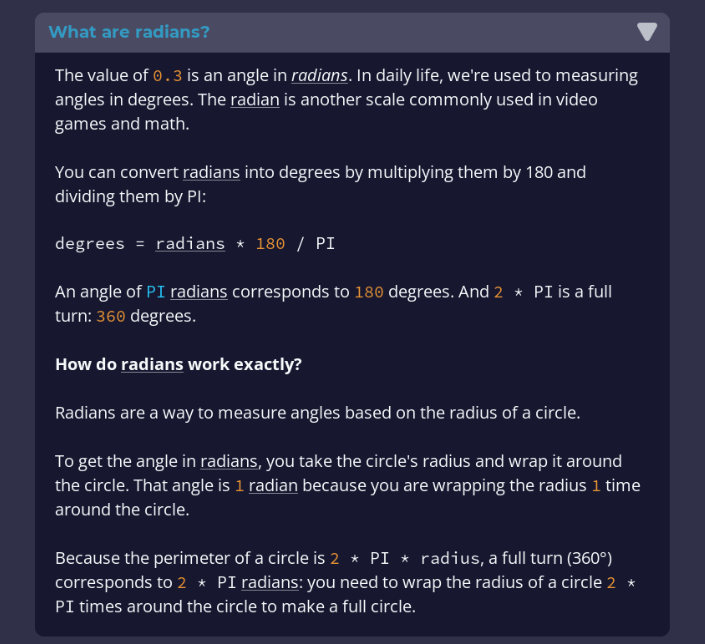 What are radians?
The value of 0.3 is an angle in radians. In daily life, we're used to measuring
angles in degrees. The radian is another scale commonly used in video
games and math.
You can convert radians into degrees by multiplying them by 180 and
dividing them by PI:
degrees = radians * 180 / PI
An angle of PI radians corresponds to 180 degrees. And 2 * PI is a full
turn: 360 degrees.
How do radians work exactly?
Radians are a way to measure angles based on the radius of a circle.
To get the angle in radians, you take the circle's radius and wrap it around
the circle. That angle is 1 radian because you are wrapping the radius 1 time
around the circle.
Because the perimeter of a circle is 2 * PI * radius, a full turn (360°)
corresponds to 2 * PI radians: you need to wrap the radius of a circle 2 *
PI times around the circle to make a full circle.